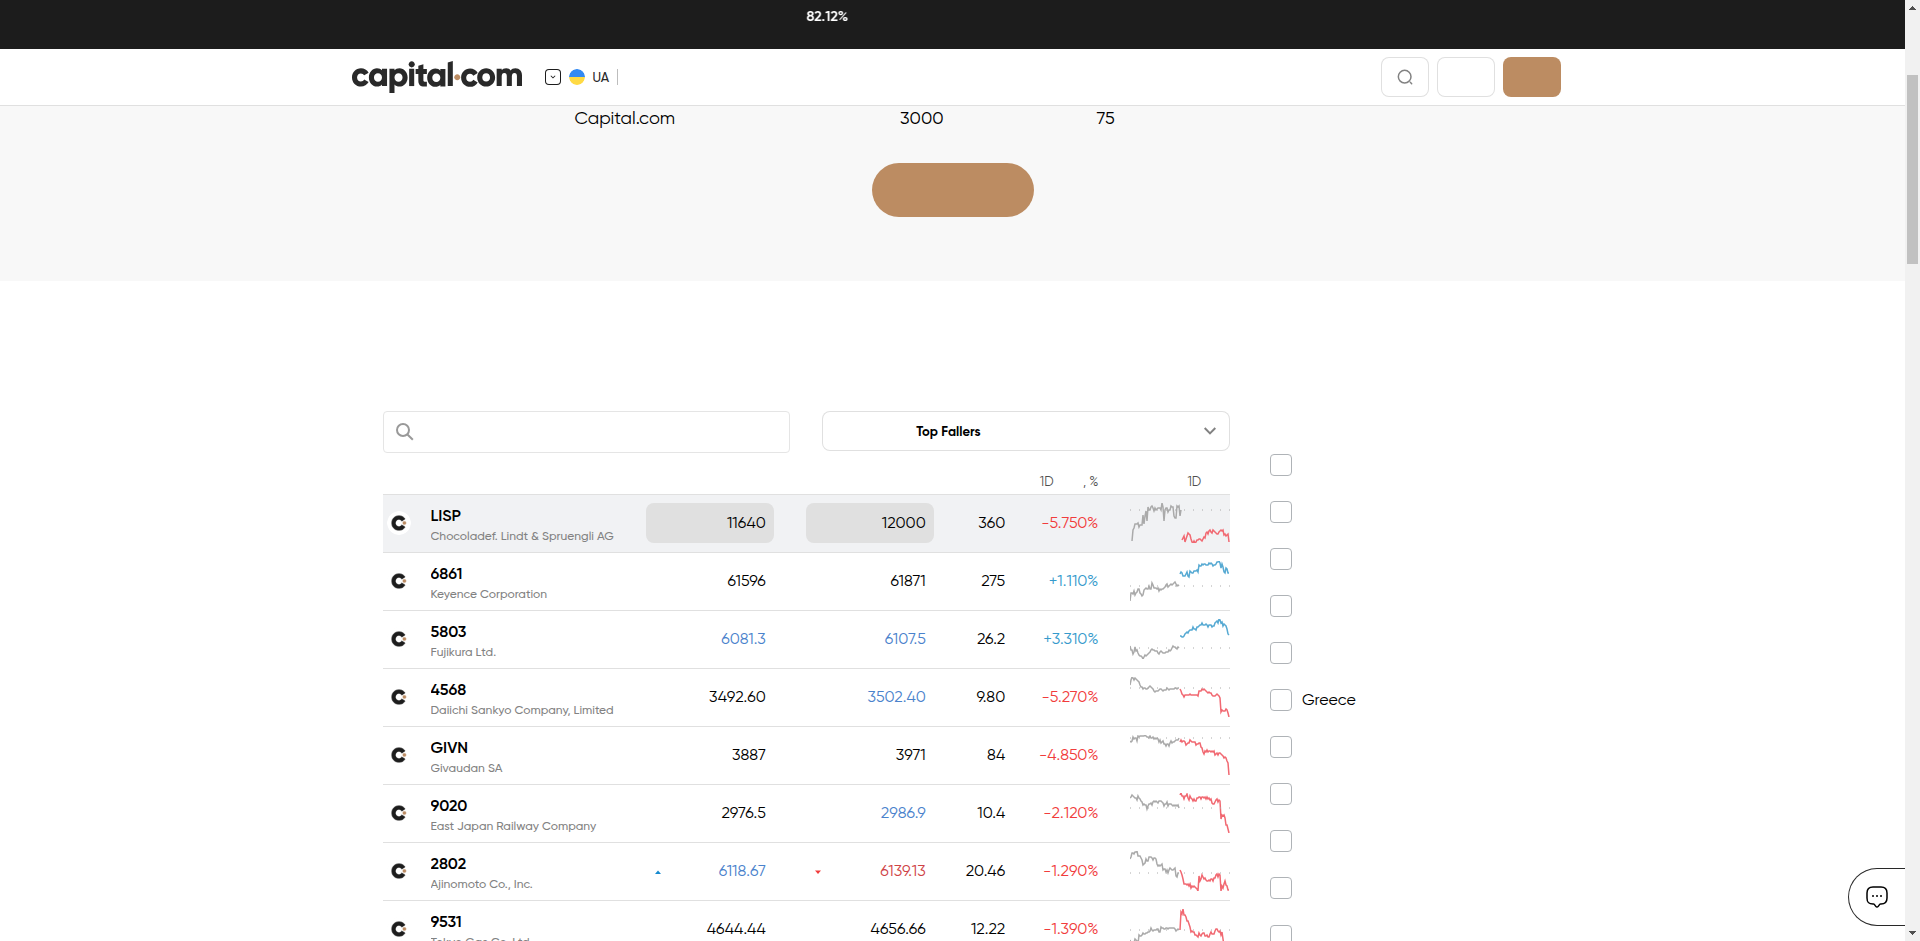 82.12%
capital.com
UA
Capital.com 3000 75
Top Fallers
1D , % 1D
LISP 11640 12000 360 -5.750%
Chocoladef. Lindt & Spruengli AG
6861 61596 61871 275 +1.110%
Keyence Corporation
5803 6081.3 6107.5 26.2 +3.310%
Fujikura Ltd.
4568 3492.60 3502.40 9.80 -5.270%
Daiichi Sankyo Company, Limited
Greece
GIVN 3887 3971 84 -4.850%
Givaudan SA
9020 2976.5 2986.9 10.4 -2.120%
East Japan Railway Company
2802 6118.67 6139.13 20.46 -1.290%
Ajinomoto Co., Inc.
9531 4644.44 4656.66 12.22 -1.390%